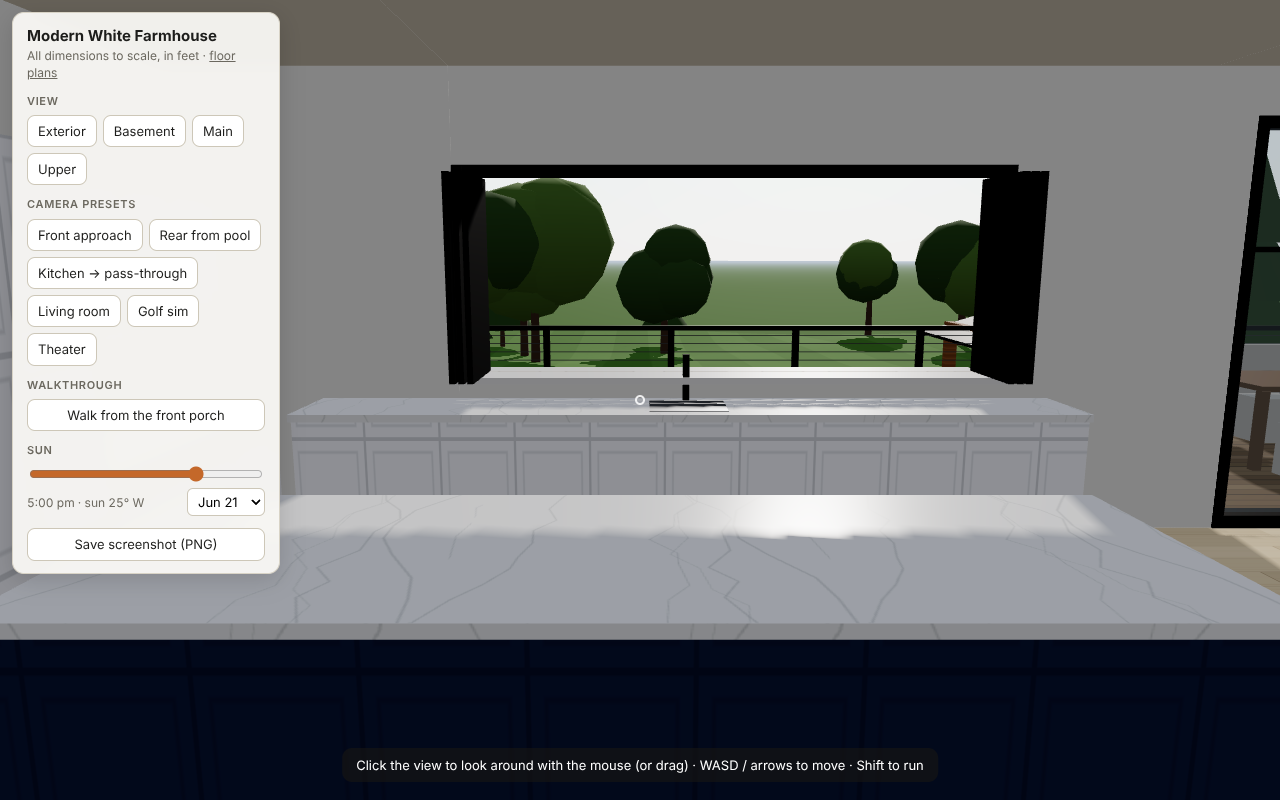 Modern White Farmhouse
All dimensions to scale, in feet · floor
plans
VIEW
Exterior
Basement
Main
Upper
CAMERA PRESETS
Front approach
Rear from pool
Kitchen → pass-through
Living room
Golf sim
Theater
WALKTHROUGH
Walk from the front porch
SUN
5:00 pm · sun 25° W
Jun 21
Save screenshot (PNG)
Click the view to look around with the mouse (or drag) · WASD / arrows to move · Shift to run